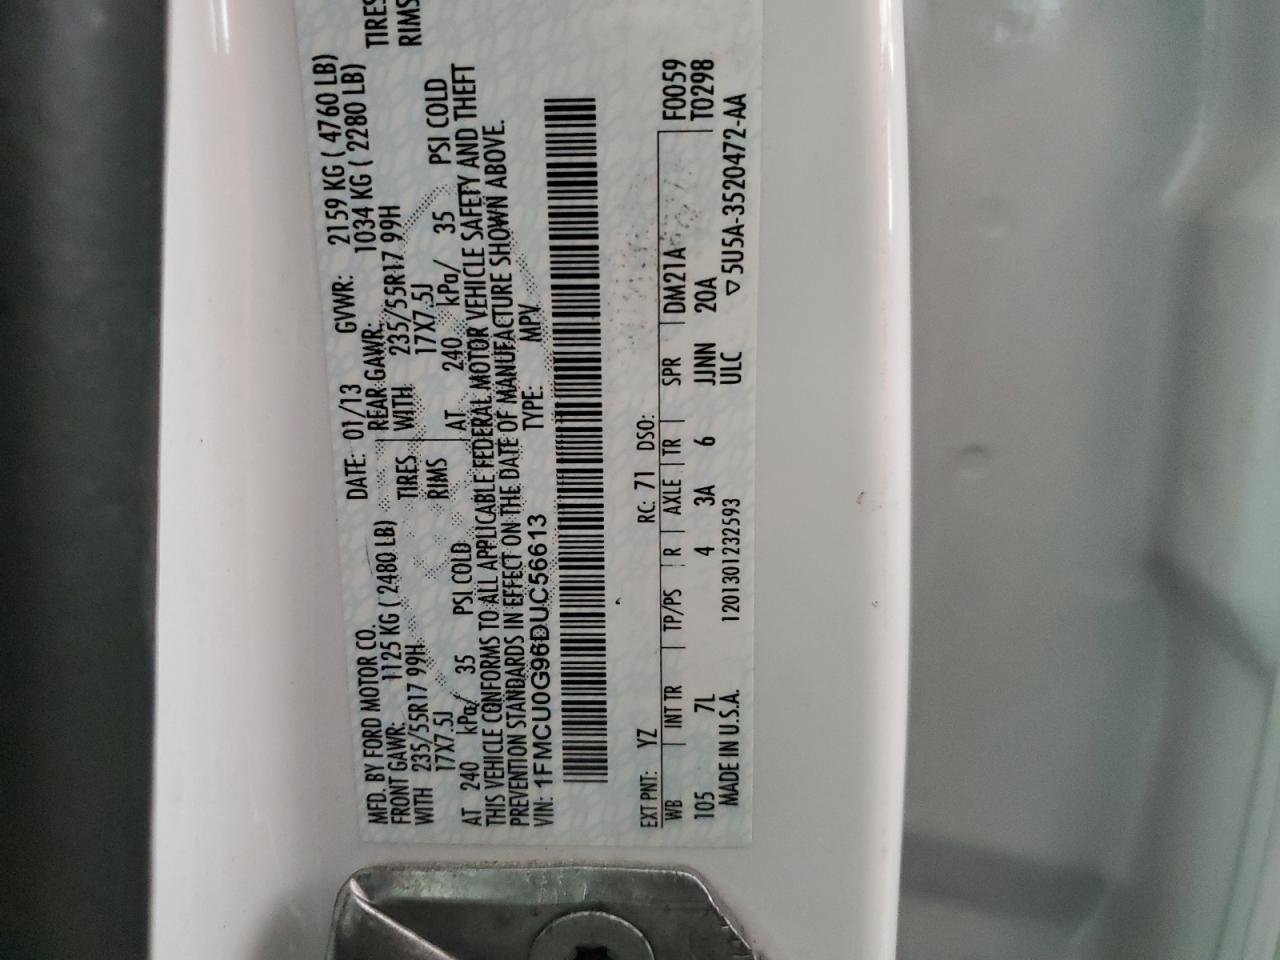 MFD. BY FORD MOTOR CO. DATE: 01/13 GVWR: 2159 KG ( 4760 LB)
FRONT GAWR: 1125 KG ( 2480 LB) REAR GAWR: 1034 KG ( 2280 LB)
WITH 235/55R17 99H TIRES WITH 235/55R17 99H TIRES
17X7.5J RIMS 17X7.5J RIMS
AT 240 kPa/ 35 PSI COLD AT 240 kPa/ 35 PSI COLD
THIS VEHICLE CONFORMS TO ALL APPLICABLE FEDERAL MOTOR VEHICLE SAFETY AND THEFT
PREVENTION STANDARDS IN EFFECT ON THE DATE OF MANUFACTURE SHOWN ABOVE.
VIN: 1FMCU0G96DUC56613 TYPE: MPV
EXT PNT: YZ RC: 71 DSO: F0059
WB INT TR TP/PS R AXLE TR SPR DM21A T0298
105 7L 4 3A 6 JJNN 20A
MADE IN U.S.A. 1201301232593 ULC ▽5U5A-3520472-AA